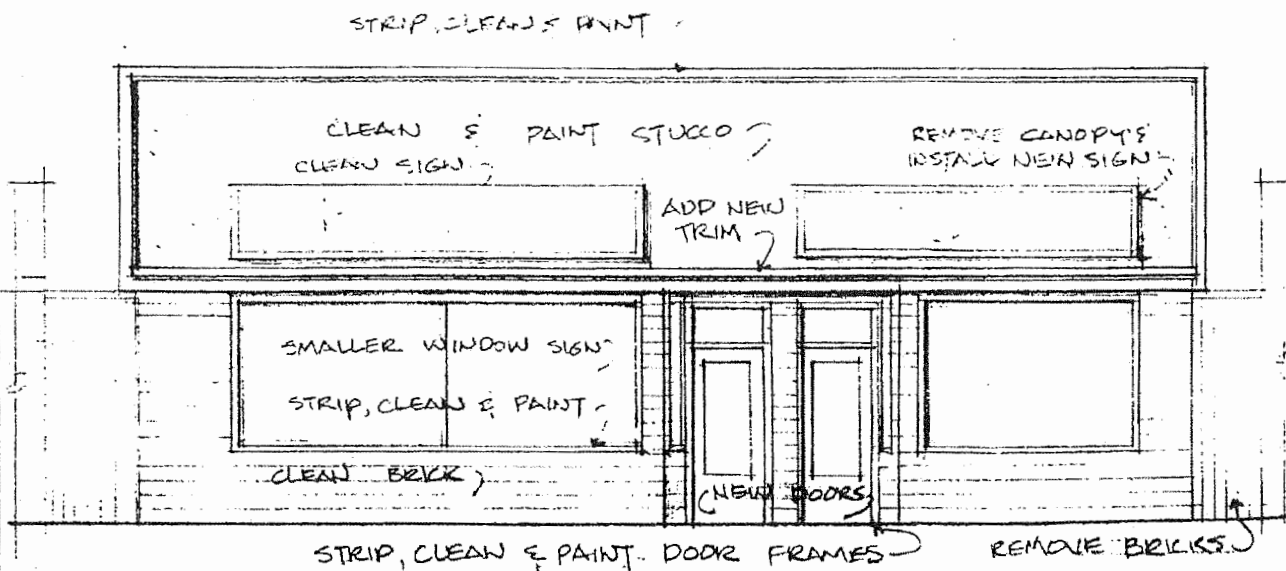 STRIP, CLEAN & PAINT
CLEAN & PAINT STUCCO
CLEAN SIGN
REMOVE CANOPY &
INSTALL NEW SIGN
ADD NEW
TRIM
SMALLER WINDOW SIGN
STRIP, CLEAN & PAINT
CLEAN BRICK
NEW DOORS
STRIP, CLEAN & PAINT DOOR FRAMES
REMOVE BRICKS